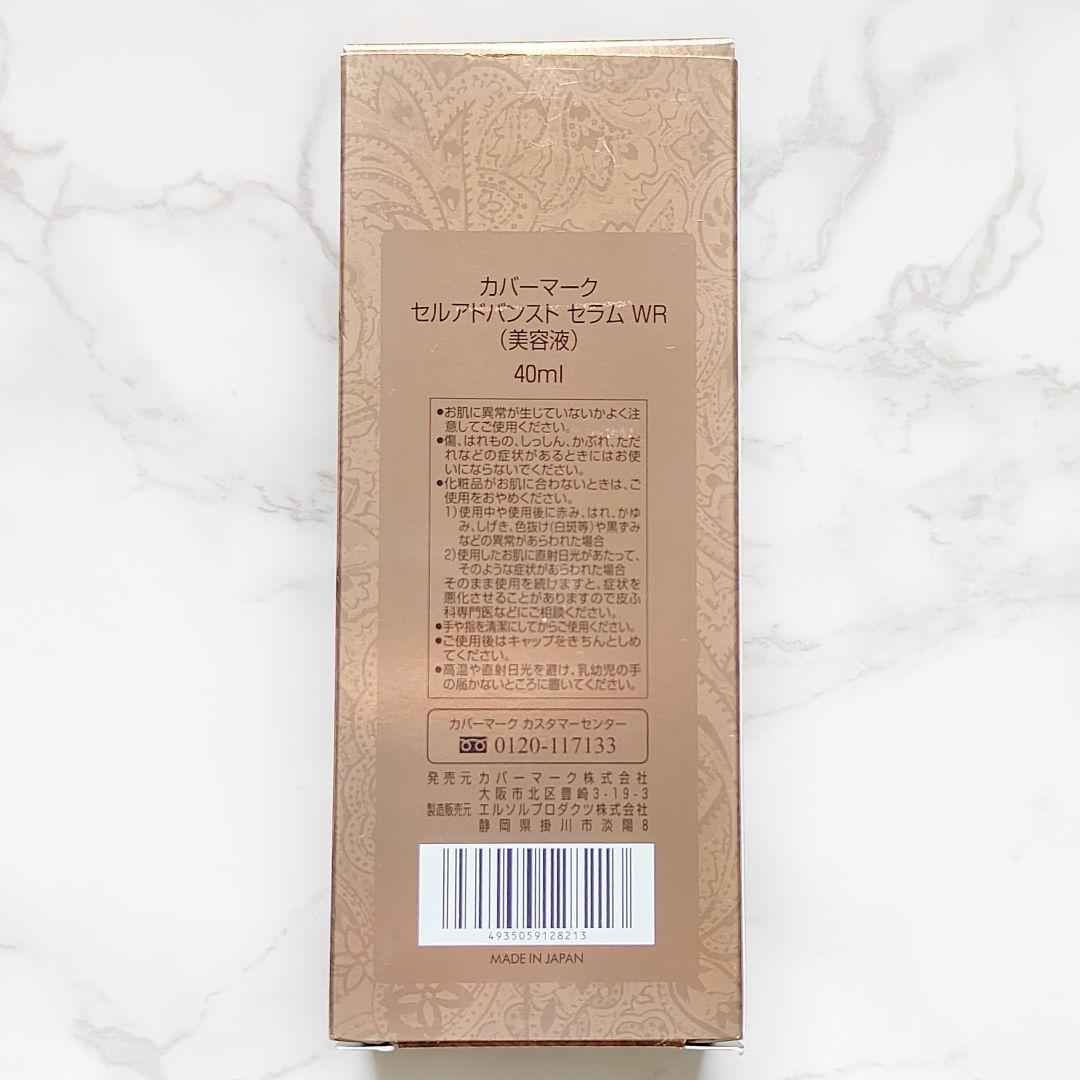 カバーマーク
セルアドバンスト セラム WR
(美容液)
40ml
●お肌に異常が生じていないかよく注
意してご使用ください。
●傷、はれもの、しっしん、かぶれ、ただ
れなどの症状があるときにはお使
いにならないでください。
●化粧品がお肌に合わないときは、ご
使用をおやめください。
1)使用中や使用後に赤み、はれ、かゆ
み、しげき、色抜け(白斑等)や黒ずみ
などの異常があらわれた場合
2)使用したお肌に直射日光があたって、
そのような症状があらわれた場合
そのまま使用を続けますと、症状を
悪化させることがありますので皮ふ
科専門医などにご相談ください。
●手や指を清潔にしてからご使用ください。
●ご使用後はキャップをきちんとしめ
てください。
●高温や直射日光を避け、乳幼児の手
の届かないところに置いてください。
カバーマーク カスタマーセンター
0120-117133
発売元 カバーマーク株式会社
大阪市北区豊崎3-19-3
製造販売元 エルソルプロダクツ株式会社
静岡県掛川市淡陽8
4935059128213
MADE IN JAPAN